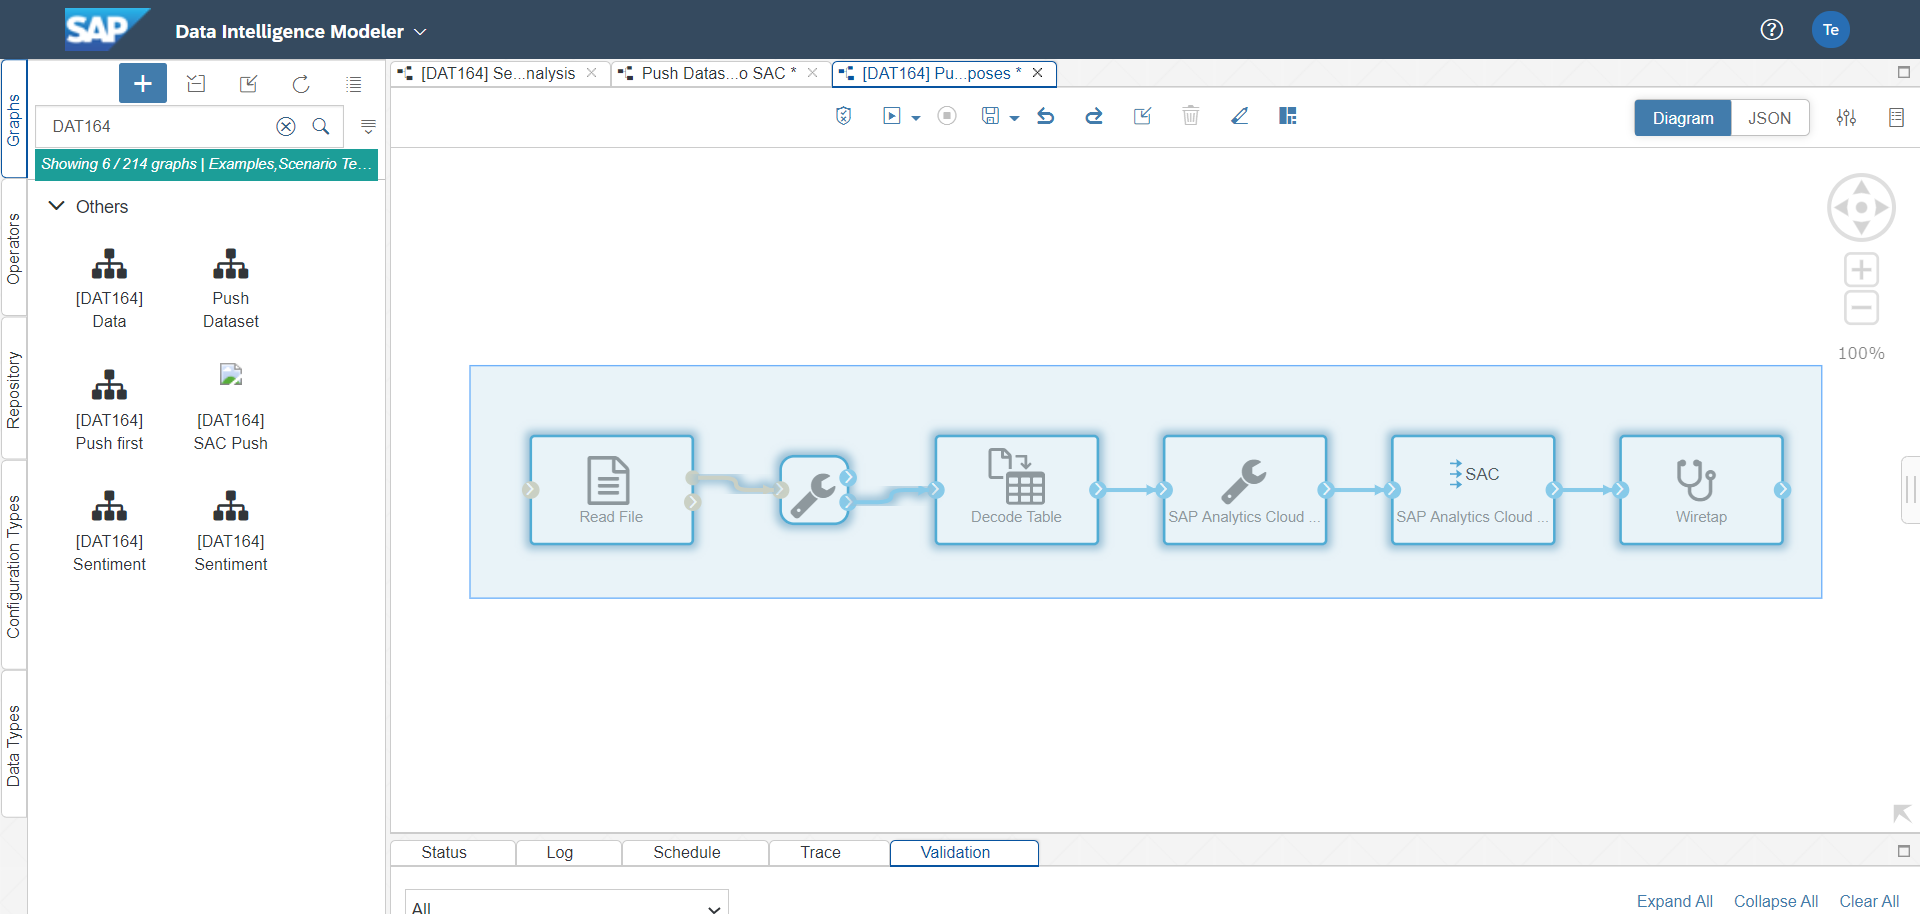 SAP Data Intelligence Modeler
Te
Graphs
Operators
Repository
Configuration Types
Data Types
DAT164
Showing 6 / 214 graphs | Examples,Scenario Te...
Others
[DAT164]
Data
Push
Dataset
[DAT164]
Push first
[DAT164]
SAC Push
[DAT164]
Sentiment
[DAT164]
Sentiment
[DAT164] Se...nalysis
Push Datas...o SAC *
[DAT164] Pu...poses *
Diagram
JSON
100%
Read File
Decode Table
SAP Analytics Cloud ...
SAC
SAP Analytics Cloud ...
Wiretap
Status
Log
Schedule
Trace
Validation
All
Expand All
Collapse All
Clear All